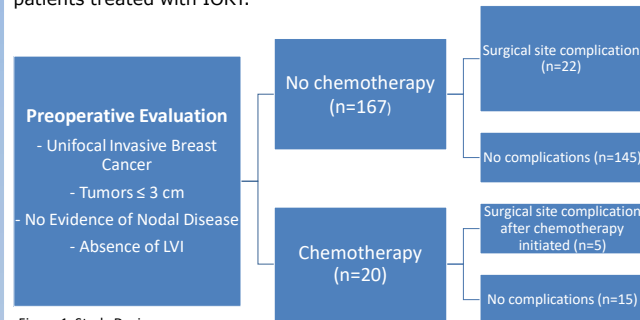 patients treated with IORT.
Preoperative Evaluation
- Unifocal Invasive Breast
Cancer
- Tumors ≤ 3 cm
- No Evidence of Nodal Disease
- Absence of LVI
No chemotherapy
(n=167)
Surgical site complication
(n=22)
No complications (n=145)
Chemotherapy
(n=20)
Surgical site complication
after chemotherapy
initiated (n=5)
No complications (n=15)
Figure 1. Study